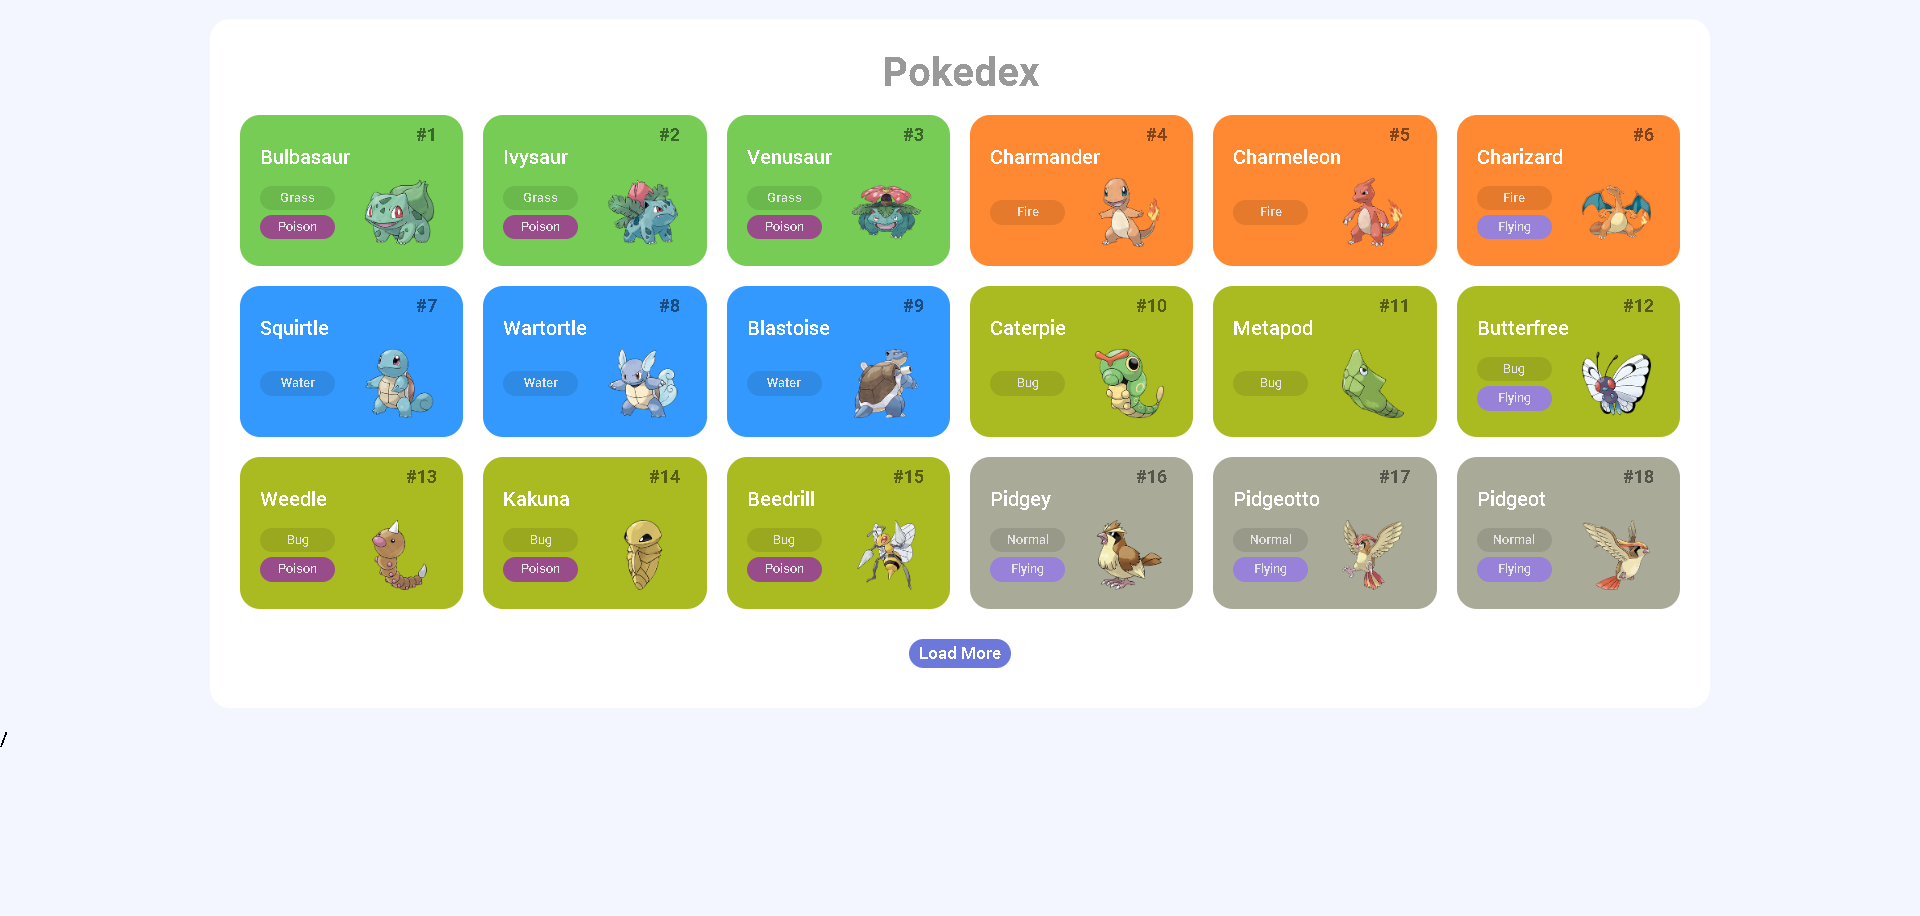 Pokedex
#1 #2 #3 #4 #5 #6
Bulbasaur Ivysaur Venusaur Charmander Charmeleon Charizard
Grass Grass Grass Fire Fire Fire
Poison Poison Poison Flying
#7 #8 #9 #10 #11 #12
Squirtle Wartortle Blastoise Caterpie Metapod Butterfree
Water Water Water Bug Bug Bug
Flying
#13 #14 #15 #16 #17 #18
Weedle Kakuna Beedrill Pidgey Pidgeotto Pidgeot
Bug Bug Bug Normal Normal Normal
Poison Poison Poison Flying Flying Flying
Load More
/